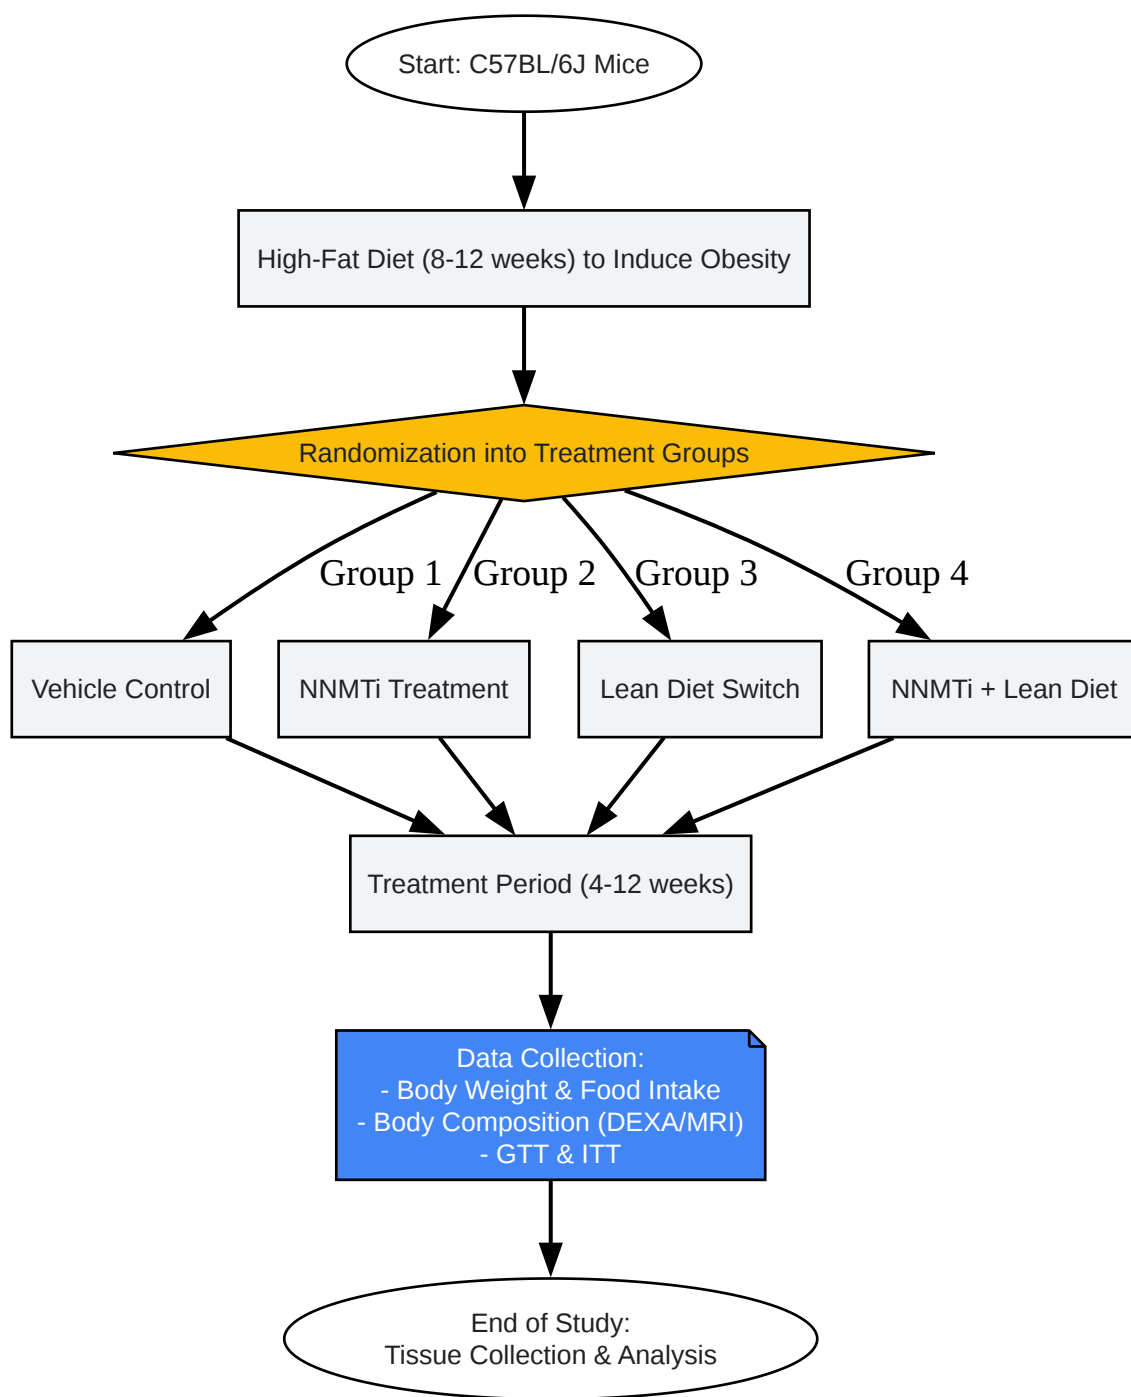 Start: C57BL/6J Mice
High-Fat Diet (8-12 weeks) to Induce Obesity
Randomization into Treatment Groups
Group 1
Group 2
Group 3
Group 4
Vehicle Control
NNMTi Treatment
Lean Diet Switch
NNMTi + Lean Diet
Treatment Period (4-12 weeks)
Data Collection:
- Body Weight & Food Intake
- Body Composition (DEXA/MRI)
- GTT & ITT
End of Study:
Tissue Collection & Analysis